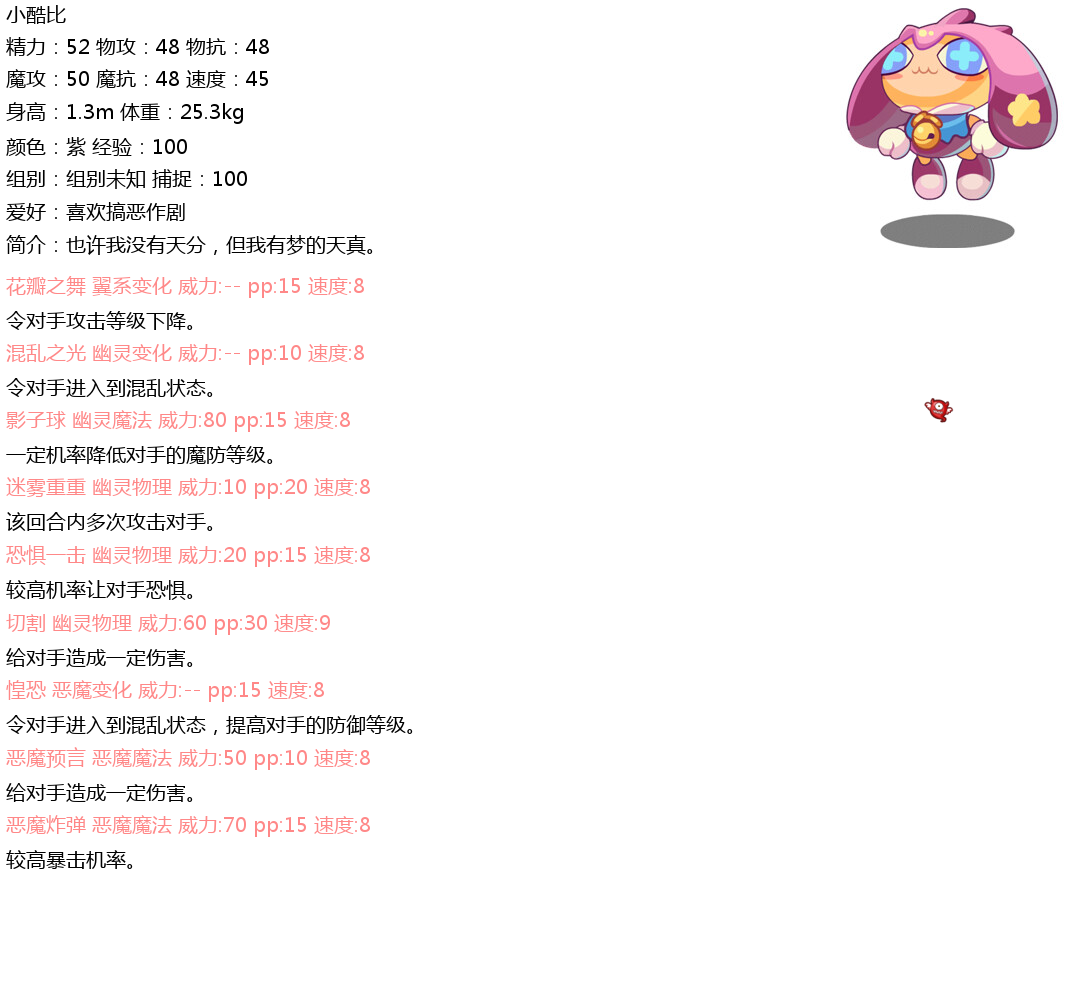 小酷比
精力：52 物攻：48 物抗：48
魔攻：50 魔抗：48 速度：45
身高：1.3m 体重：25.3kg
颜色：紫 经验：100
组别：组别未知 捕捉：100
爱好：喜欢搞恶作剧
简介：也许我没有天分，但我有梦的天真。
花瓣之舞 翼系变化 威力:-- pp:15 速度:8
令对手攻击等级下降。
混乱之光 幽灵变化 威力:-- pp:10 速度:8
令对手进入到混乱状态。
影子球 幽灵魔法 威力:80 pp:15 速度:8
一定机率降低对手的魔防等级。
迷雾重重 幽灵物理 威力:10 pp:20 速度:8
该回合内多次攻击对手。
恐惧一击 幽灵物理 威力:20 pp:15 速度:8
较高机率让对手恐惧。
切割 幽灵物理 威力:60 pp:30 速度:9
给对手造成一定伤害。
惶恐 恶魔变化 威力:-- pp:15 速度:8
令对手进入到混乱状态，提高对手的防御等级。
恶魔预言 恶魔魔法 威力:50 pp:10 速度:8
给对手造成一定伤害。
恶魔炸弹 恶魔魔法 威力:70 pp:15 速度:8
较高暴击机率。